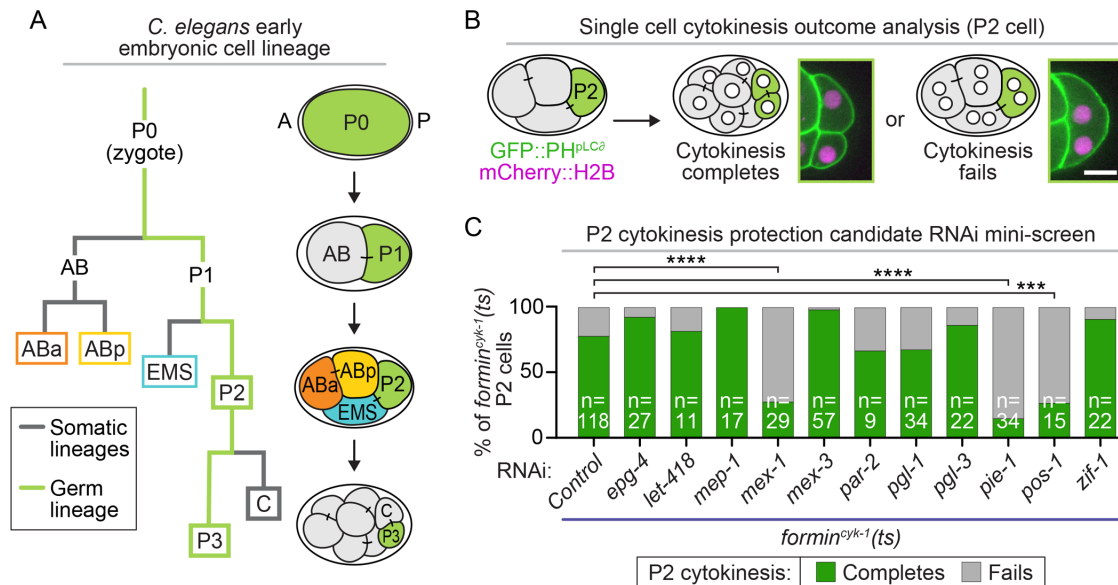 A
C. elegans early
embryonic cell lineage
P0
(zygote)
AB
P1
ABa
ABp
EMS
P2
C
P3
Somatic
lineages
Germ
lineage
A
P0
P
AB
P1
ABa
ABp
P2
EMS
C
P3
B
Single cell cytokinesis outcome analysis (P2 cell)
P2
GFP::PHᵖᴸᶜ∂
mCherry::H2B
Cytokinesis
completes
or
Cytokinesis
fails
C
P2 cytokinesis protection candidate RNAi mini-screen
****
****
***
% of forminᶜʸᵏ⁻¹(ts)
P2 cells
100
50
0
n=
118
n=
27
n=
11
n=
17
n=
29
n=
57
n=
9
n=
34
n=
22
n=
34
n=
15
n=
22
RNAi:
Control
epg-4
let-418
mep-1
mex-1
mex-3
par-2
pgl-1
pgl-3
pie-1
pos-1
zif-1
forminᶜʸᵏ⁻¹(ts)
P2 cytokinesis:
Completes
Fails